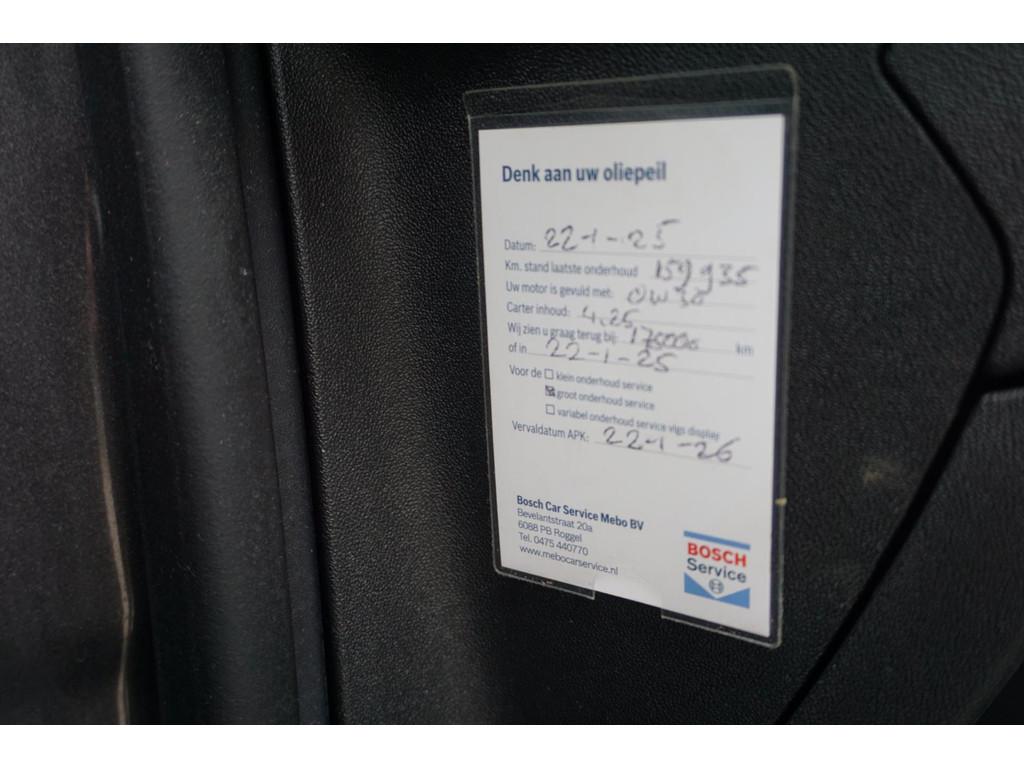 Denk aan uw oliepeil
Datum: 22-1-25
Km. stand laatste onderhoud 159935
Uw motor is gevuld met: 0W30
Carter inhoud: 4,25
Wij zien u graag terug bij: 170000 km
of in 22-1-25
Voor de ☐ klein onderhoud service
☒ groot onderhoud service
☐ variabel onderhoud service vlgs display
Vervaldatum APK: 22-1-26
Bosch Car Service Mebo BV
Bevelantstraat 20a
6088 PB Roggel
Tel. 0475 440770
www.mebocarservice.nl
BOSCH
Service